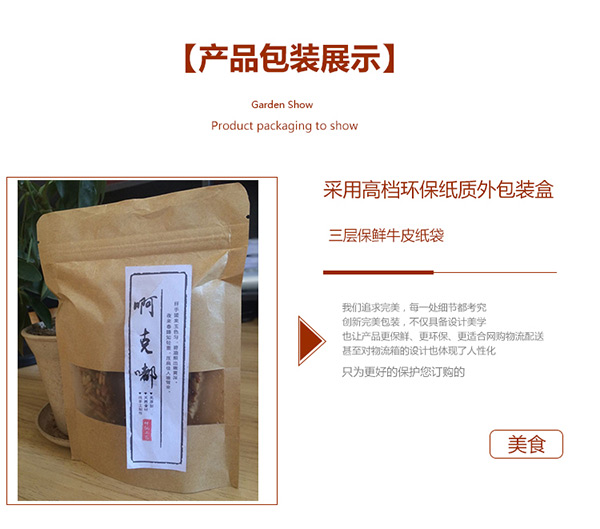 【产品包装展示】
Garden Show
Product packaging to show
采用高档环保纸质外包装盒
三层保鲜牛皮纸袋
我们追求完美，每一处细节都考究
创新完美包装，不仅具备设计美学
也让产品更保鲜、更环保、更适合网购物流配送
甚至对物流箱的设计也体现了人性化
只为更好的保护您订购的
美食
啊克嘟